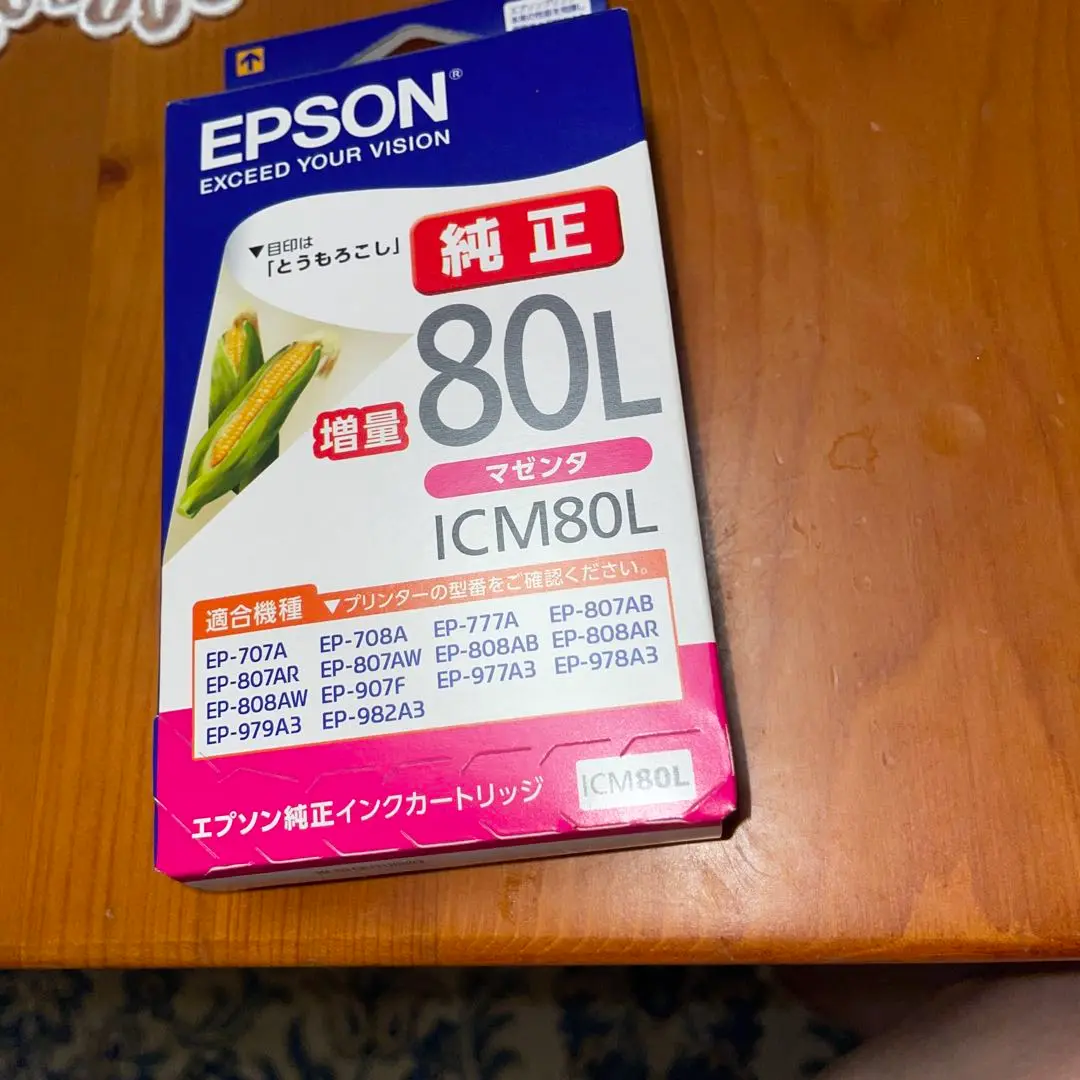 EPSON®
EXCEED YOUR VISION
▼目印は
「とうもろこし」
純正
80L
増量
マゼンタ
ICM80L
適合機種 ▼プリンターの型番をご確認ください。
EP-707A EP-708A EP-777A EP-807AB
EP-807AR EP-807AW EP-808AB EP-808AR
EP-808AW EP-907F EP-977A3 EP-978A3
EP-979A3 EP-982A3
エプソン純正インクカートリッジ
ICM80L